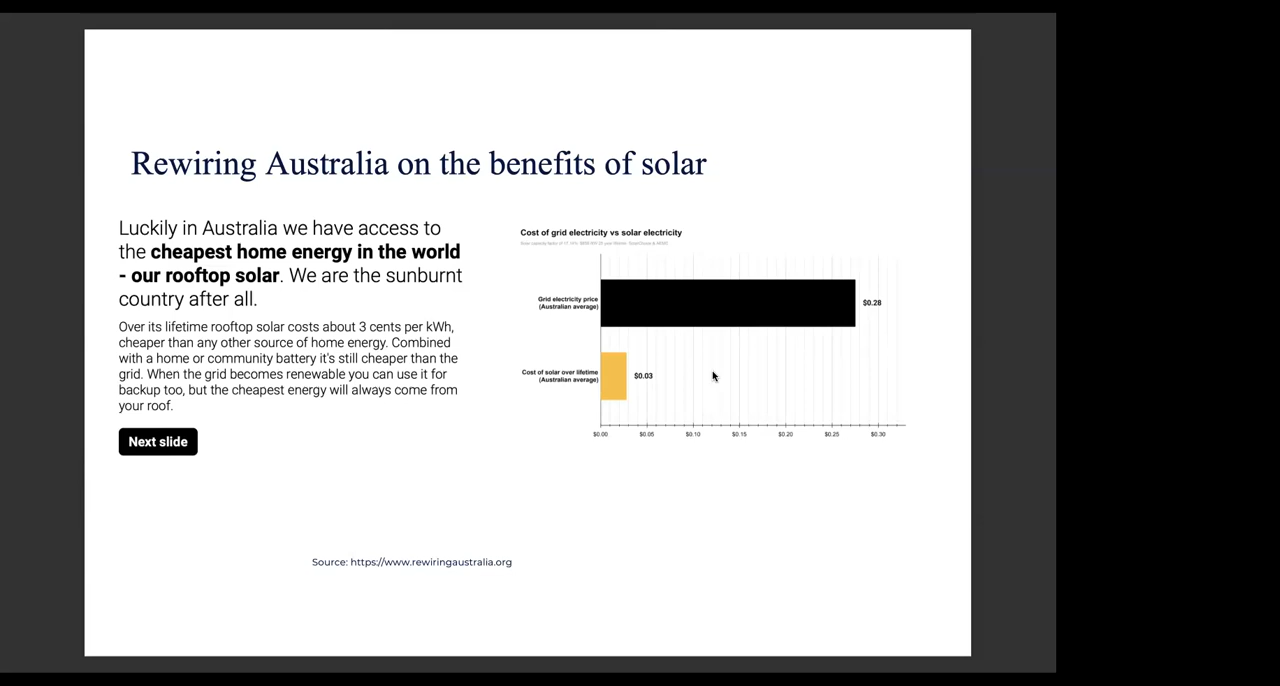 Rewiring Australia on the benefits of solar
Luckily in Australia we have access to
the cheapest home energy in the world
- our rooftop solar. We are the sunburnt
country after all.
Over its lifetime rooftop solar costs about 3 cents per kWh,
cheaper than any other source of home energy. Combined
with a home or community battery it's still cheaper than the
grid. When the grid becomes renewable you can use it for
backup too, but the cheapest energy will always come from
your roof.
Next slide
Cost of grid electricity vs solar electricity
Grid electricity price
(Australian average)
$0.28
Cost of solar over lifetime
(Australian average)
$0.03
$0.00 $0.05 $0.10 $0.15 $0.20 $0.25 $0.30
Source: https://www.rewiringaustralia.org